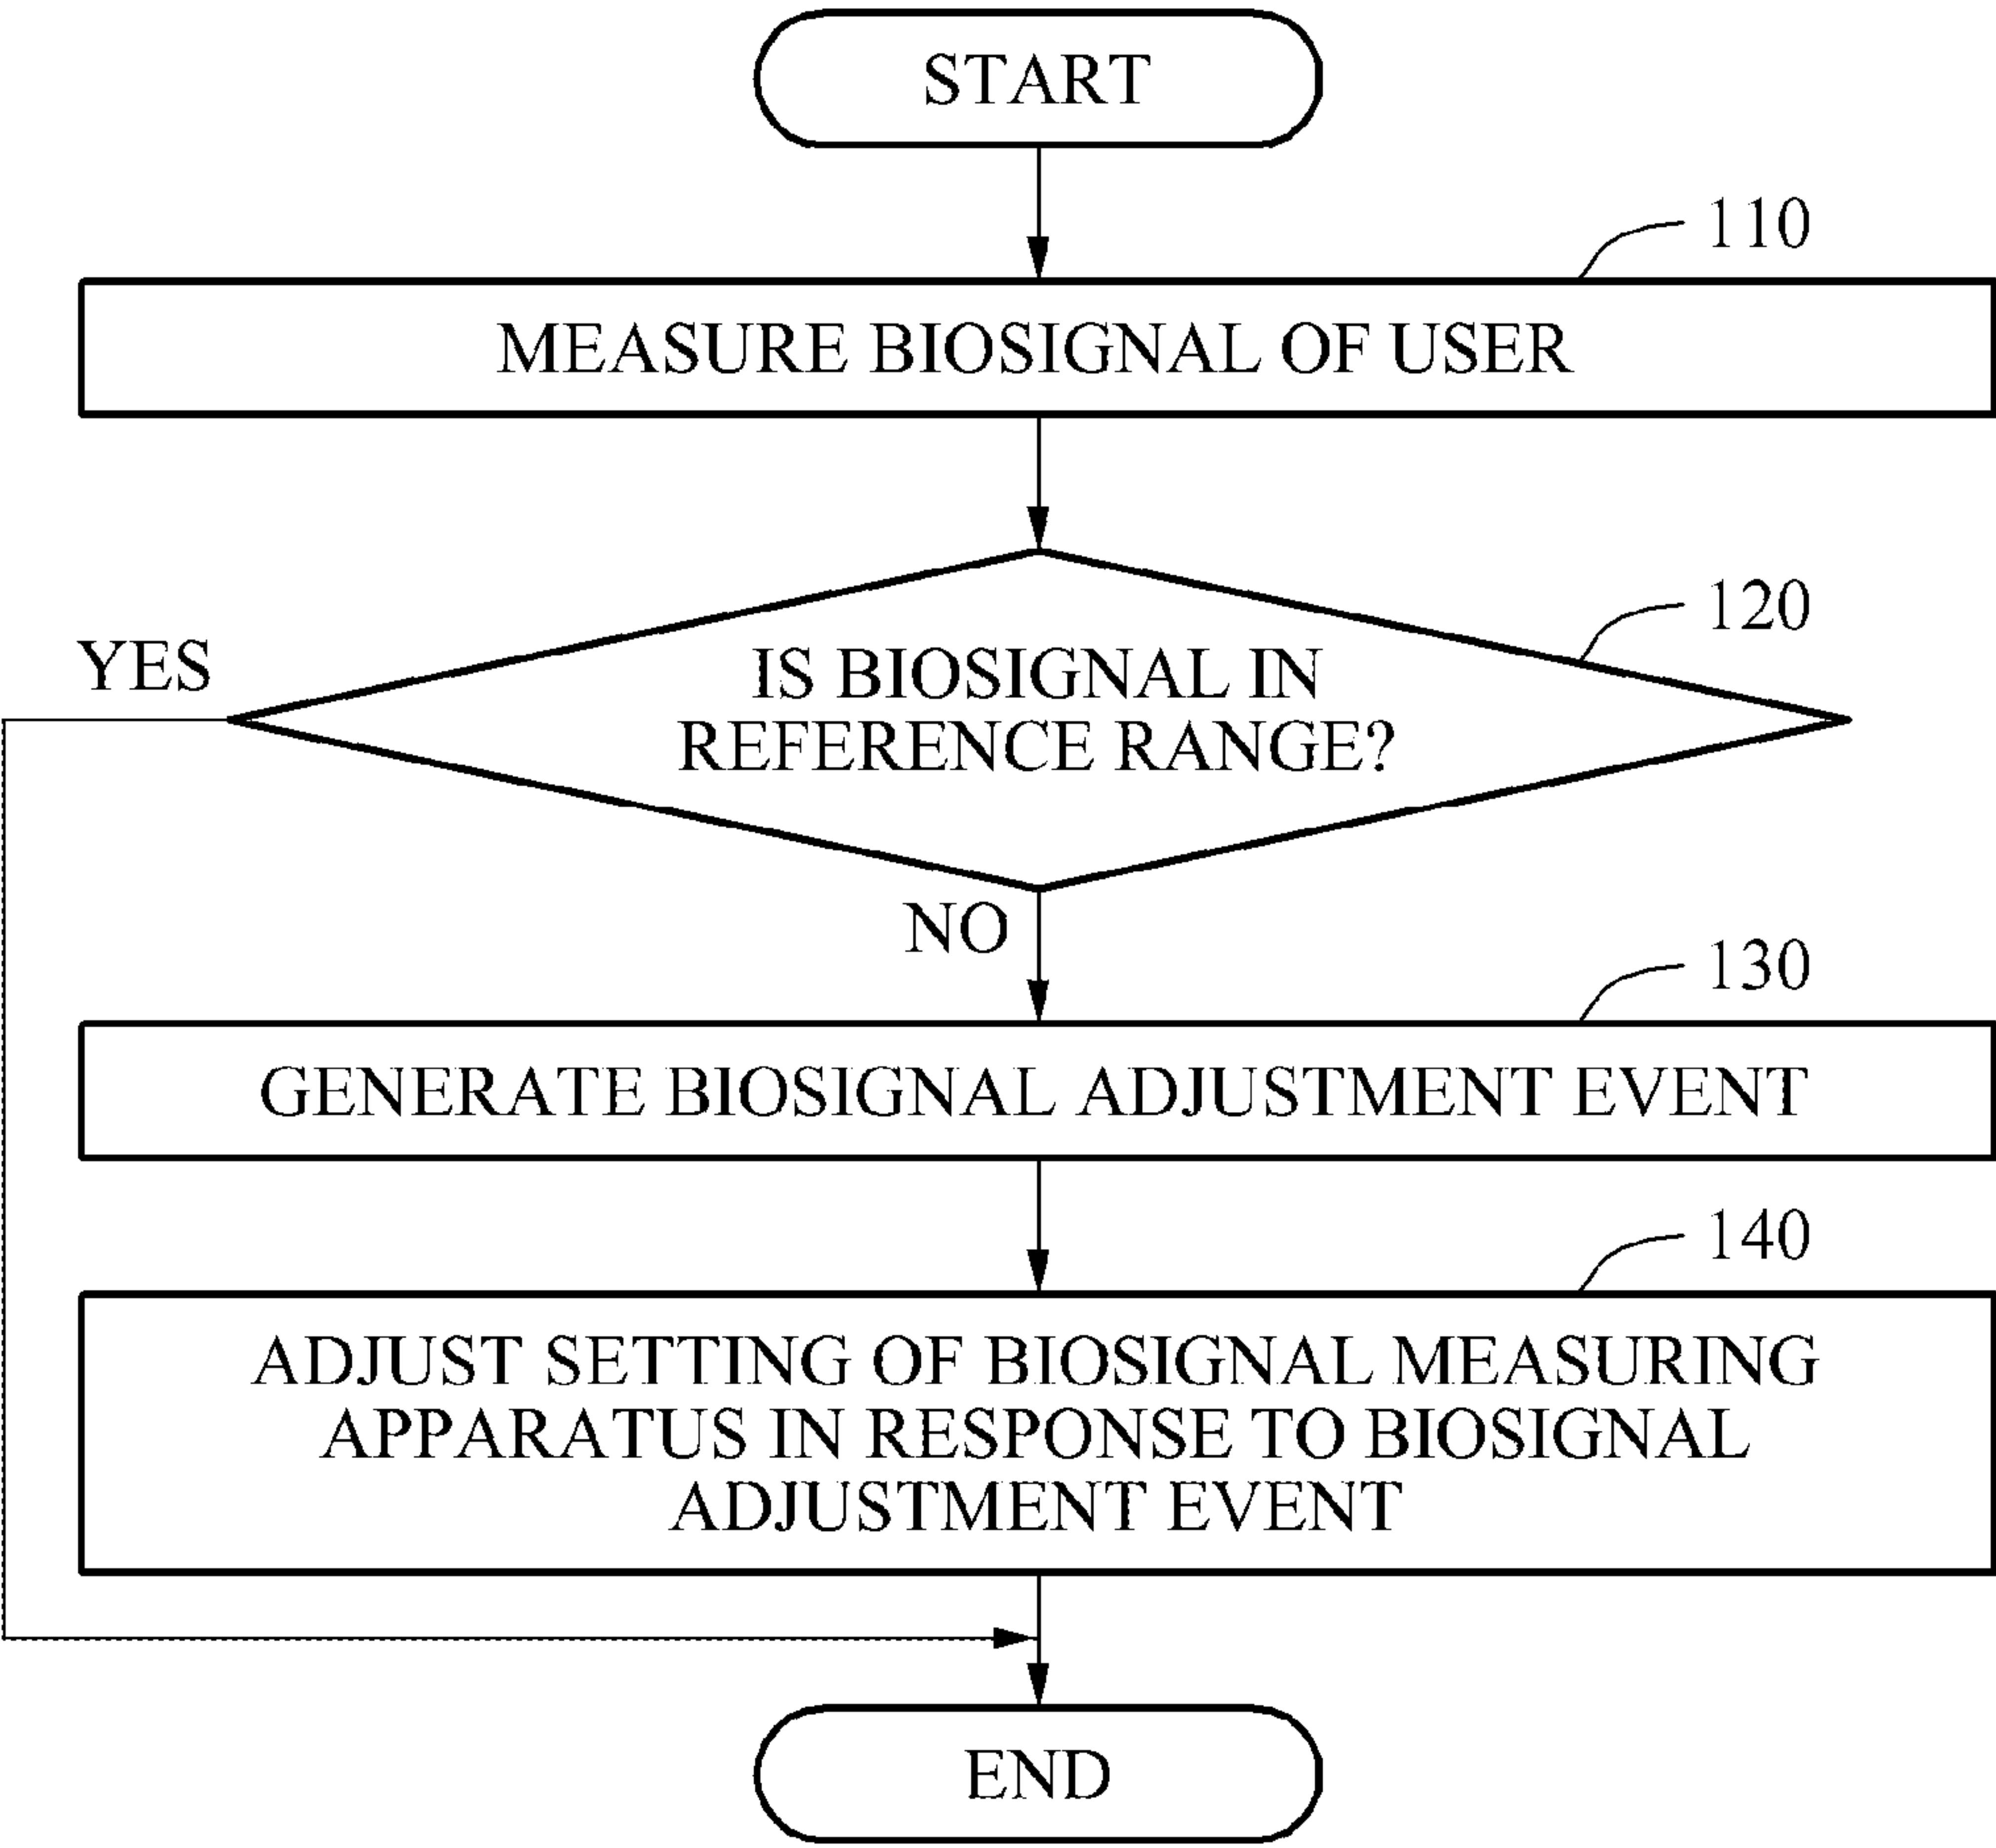 START
110
MEASURE BIOSIGNAL OF USER
120
YES
IS BIOSIGNAL IN
REFERENCE RANGE?
NO
130
GENERATE BIOSIGNAL ADJUSTMENT EVENT
140
ADJUST SETTING OF BIOSIGNAL MEASURING
APPARATUS IN RESPONSE TO BIOSIGNAL
ADJUSTMENT EVENT
END